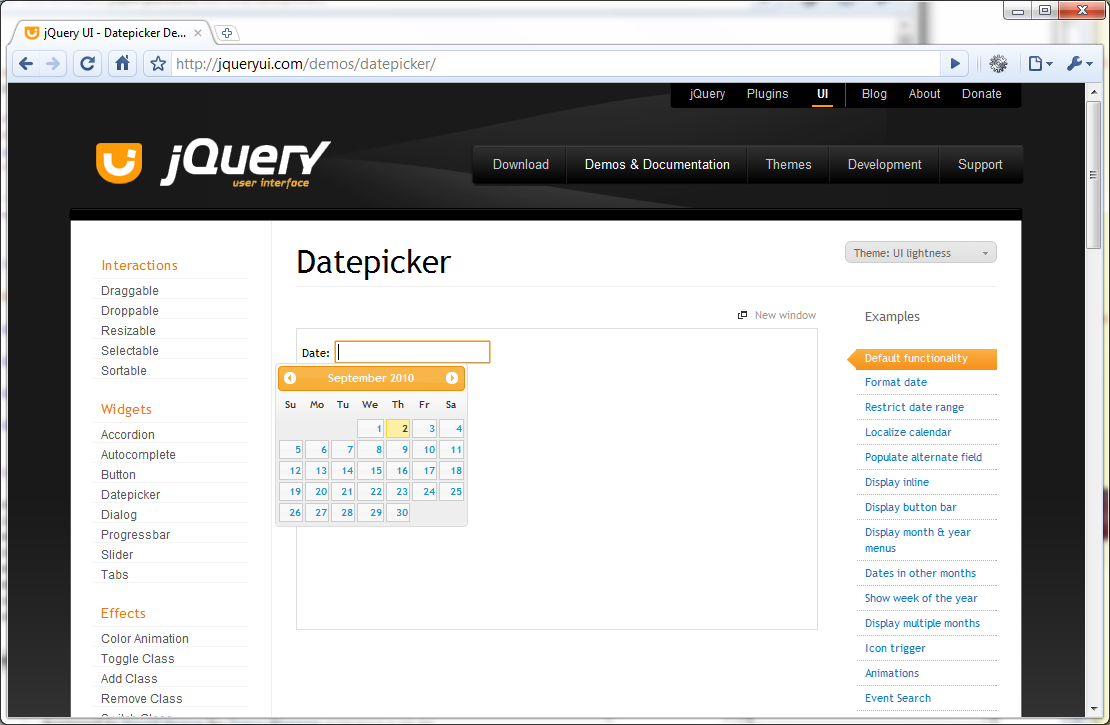 jQuery UI - Datepicker De...
http://jqueryui.com/demos/datepicker/
jQuery Plugins UI Blog About Donate
jQuery
user interface
Download Demos & Documentation Themes Development Support
Datepicker
Theme: UI lightness
New window
Interactions
Draggable
Droppable
Resizable
Selectable
Sortable
Widgets
Accordion
Autocomplete
Button
Datepicker
Dialog
Progressbar
Slider
Tabs
Effects
Color Animation
Toggle Class
Add Class
Remove Class
Switch Class
Date:
September 2010
Su Mo Tu We Th Fr Sa
1 2 3 4
5 6 7 8 9 10 11
12 13 14 15 16 17 18
19 20 21 22 23 24 25
26 27 28 29 30
Examples
Default functionality
Format date
Restrict date range
Localize calendar
Populate alternate field
Display inline
Display button bar
Display month & year
menus
Dates in other months
Show week of the year
Display multiple months
Icon trigger
Animations
Event Search